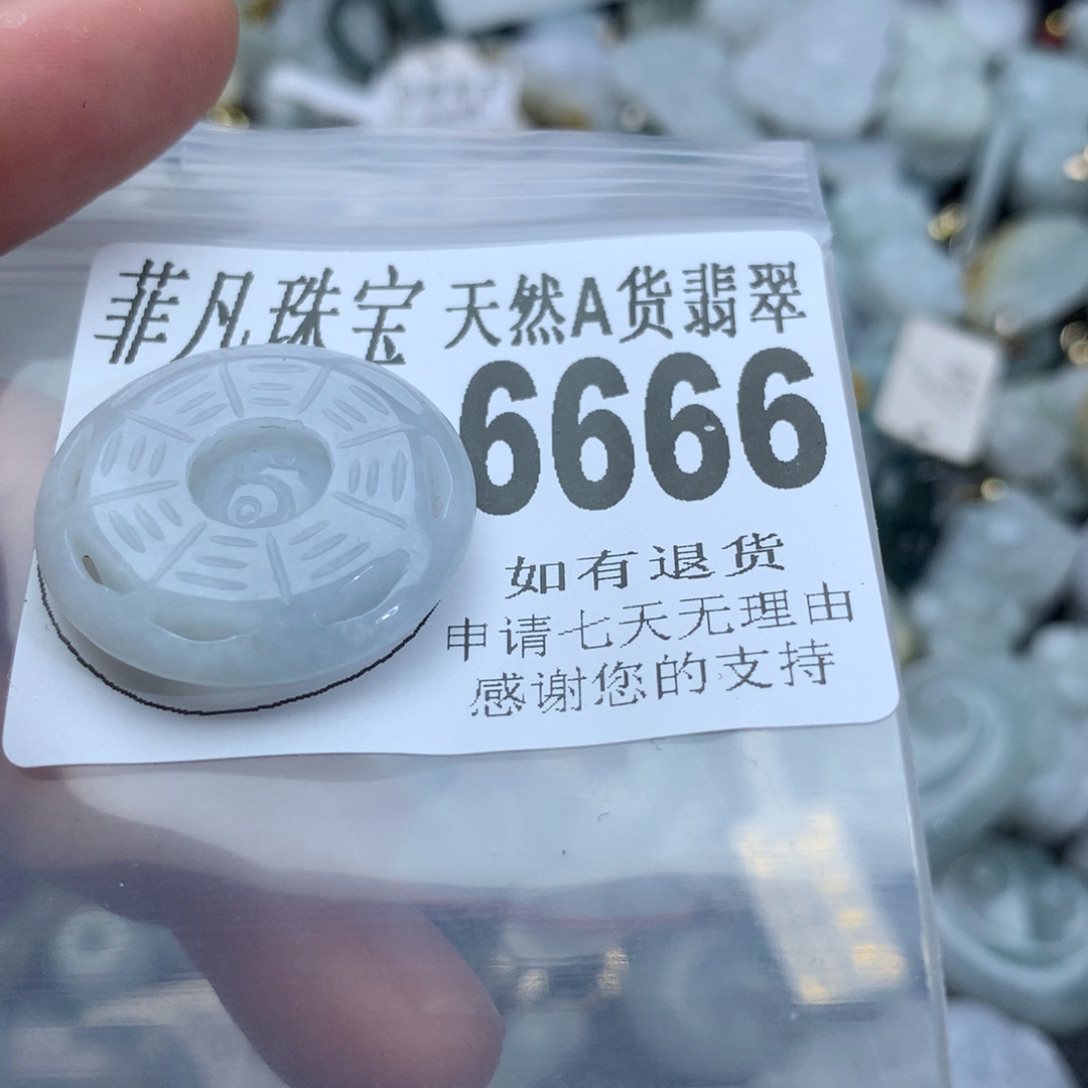 菲凡珠宝 天然A货翡翠
6666
如有退货
申请七天无理由
感谢您的支持